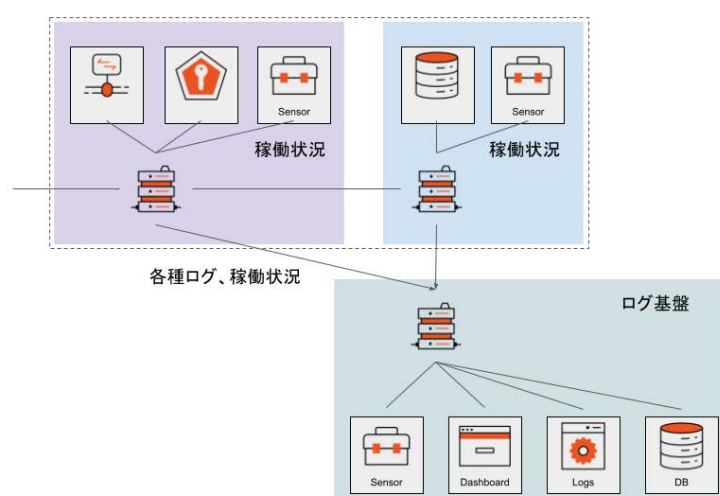 Sensor
稼働状況
Sensor
稼働状況
各種ログ、稼働状況
ログ基盤
Sensor
Dashboard
Logs
DB